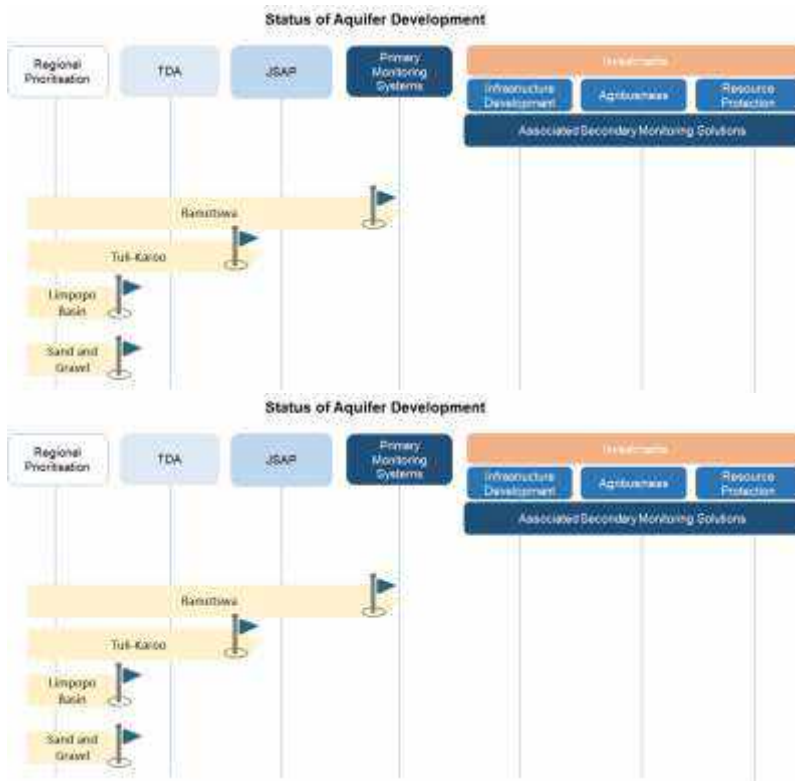 Status of Aquifer Development
Regional
Prioritisation
TDA
JSAP
Primary
Monitoring
Systems
Investments
Infrastructure
Development
Agribusiness
Resource
Protection
Associated Secondary Monitoring Solutions
Ramotswa
Tuli-Karoo
Limpopo
Basin
Sand and
Gravel
Status of Aquifer Development
Regional
Prioritisation
TDA
JSAP
Primary
Monitoring
Systems
Investments
Infrastructure
Development
Agribusiness
Resource
Protection
Associated Secondary Monitoring Solutions
Ramotswa
Tuli-Karoo
Limpopo
Basin
Sand and
Gravel